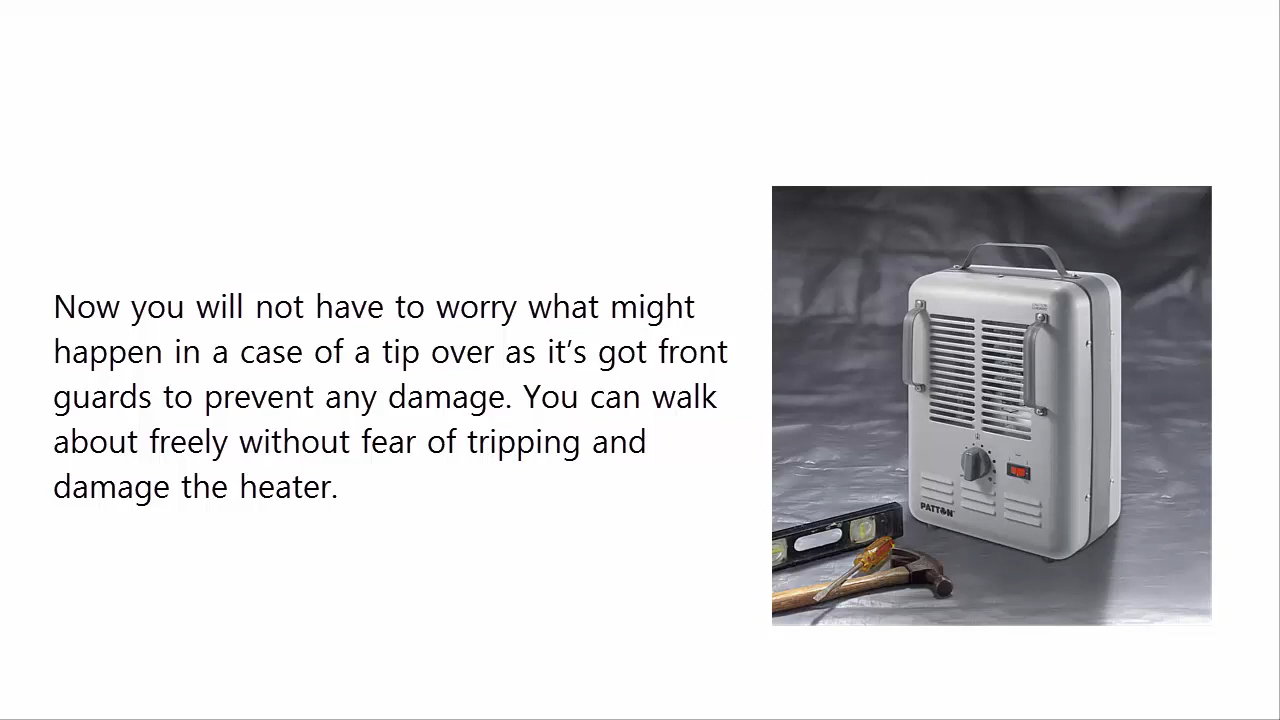 Now you will not have to worry what might
happen in a case of a tip over as it’s got front
guards to prevent any damage. You can walk
about freely without fear of tripping and
damage the heater.
PATTON